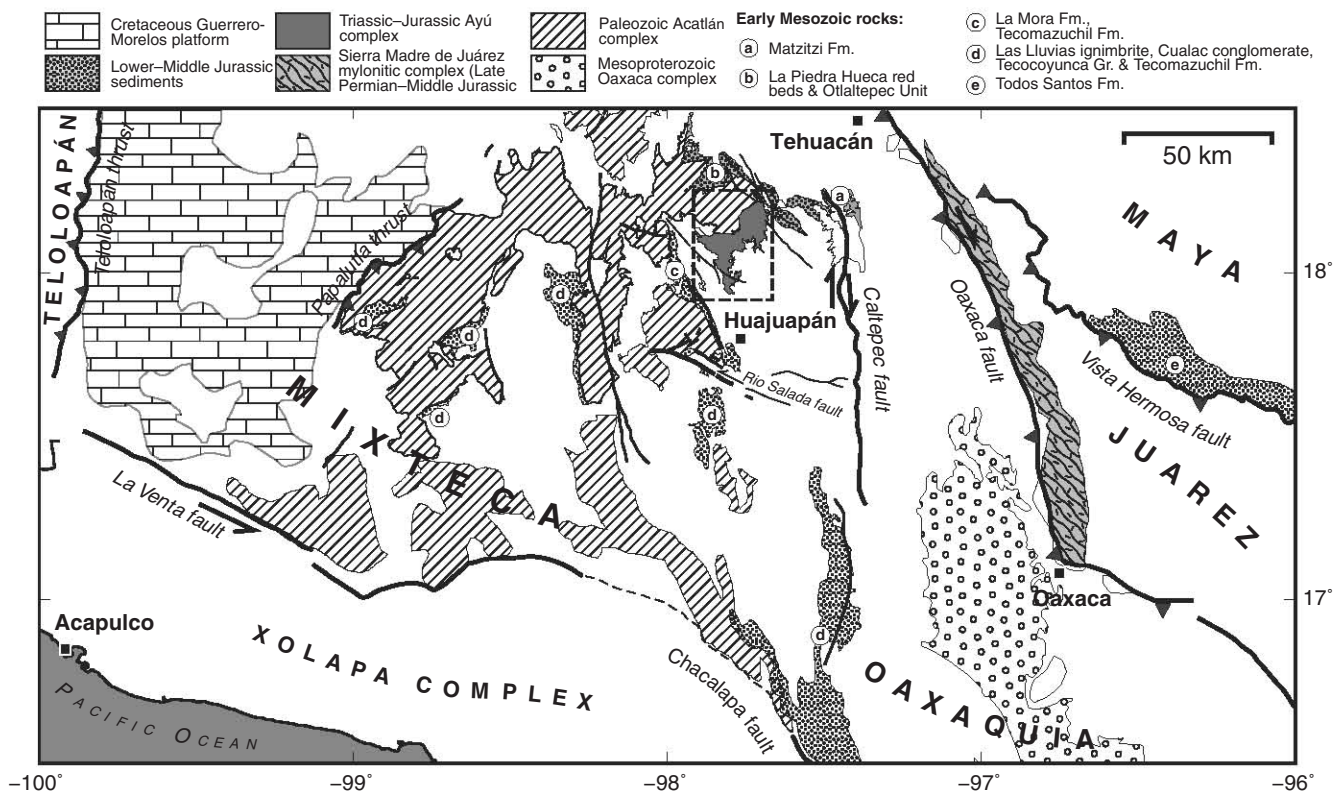 Cretaceous Guerrero-
Morelos platform
Lower–Middle Jurassic
sediments
Triassic–Jurassic Ayú
complex
Sierra Madre de Juárez
mylonitic complex (Late
Permian–Middle Jurassic
Paleozoic Acatlán
complex
Mesoproterozoic
Oaxaca complex
Early Mesozoic rocks:
a Matzitzi Fm.
b La Piedra Hueca red
beds & Otlaltepec Unit
c La Mora Fm.,
Tecomazuchil Fm.
d Las Lluvias ignimbrite, Cualac conglomerate,
Tecocoyunca Gr. & Tecomazuchil Fm.
e Todos Santos Fm.
TELOLOAPÁN
Teloloapán thrust
Papalutla thrust
Tehuacán
50 km
MAYA
b
a
c
d
d
d
d
d
d
e
18°
Huajuapán
Caltepec fault
Oaxaca fault
Vista Hermosa fault
Rio Salada fault
JUAREZ
MIXTECA
La Venta fault
17°
Oaxaca
Acapulco
XOLAPA COMPLEX
Chacalapa fault
OAXAQUIA
PACIFIC OCEAN
−100°
−99°
−98°
−97°
−96°